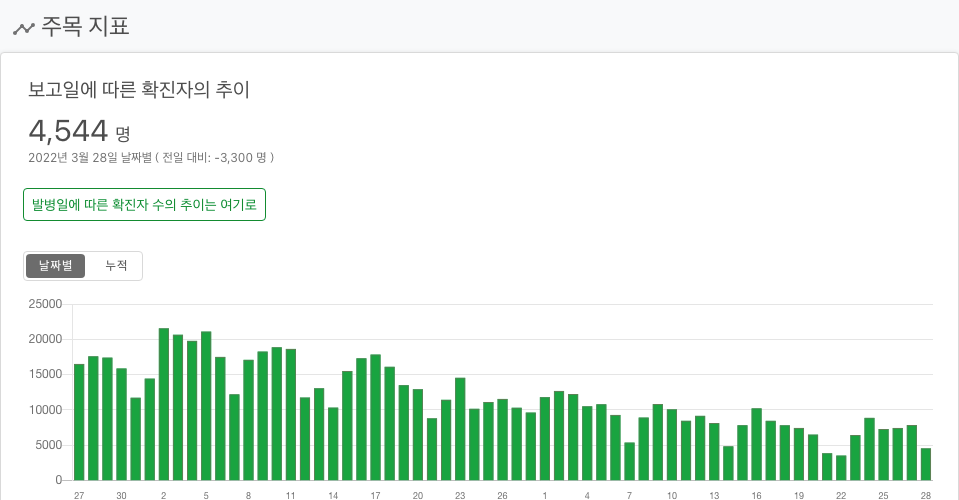 주목 지표
보고일에 따른 확진자의 추이
4,544 명
2022년 3월 28일 날짜별 ( 전일 대비: -3,300 명 )
발병일에 따른 확진자 수의 추이는 여기로
날짜별 누적
25000
20000
15000
10000
5000
0
27 30 2 5 8 11 14 17 20 23 26 1 4 7 10 13 16 19 22 25 28